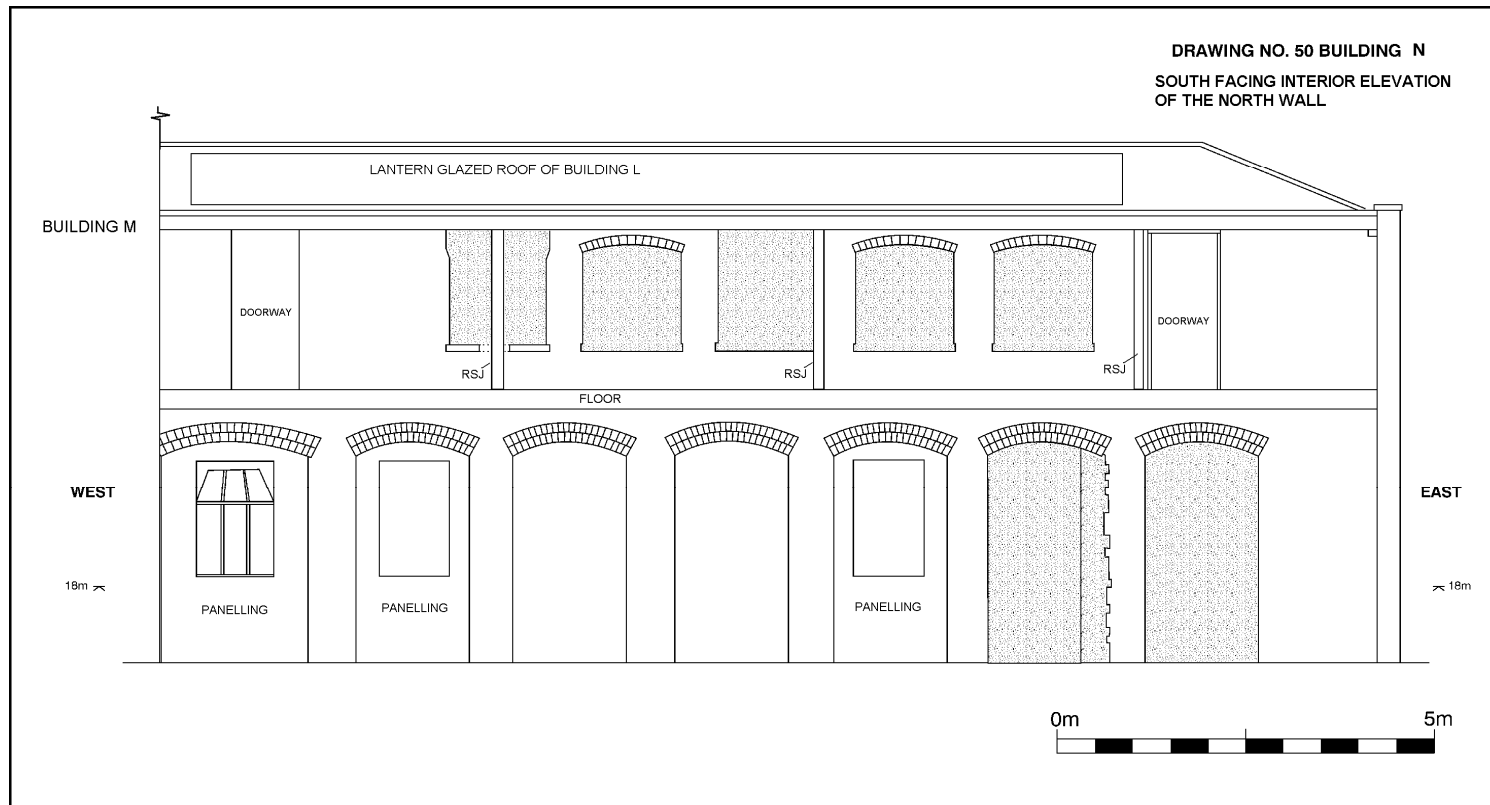 DRAWING NO. 50 BUILDING N
SOUTH FACING INTERIOR ELEVATION
OF THE NORTH WALL
LANTERN GLAZED ROOF OF BUILDING L
BUILDING M
DOORWAY
DOORWAY
RSJ
RSJ
RSJ
FLOOR
WEST
EAST
18m
18m
PANELLING
PANELLING
PANELLING
0m
5m